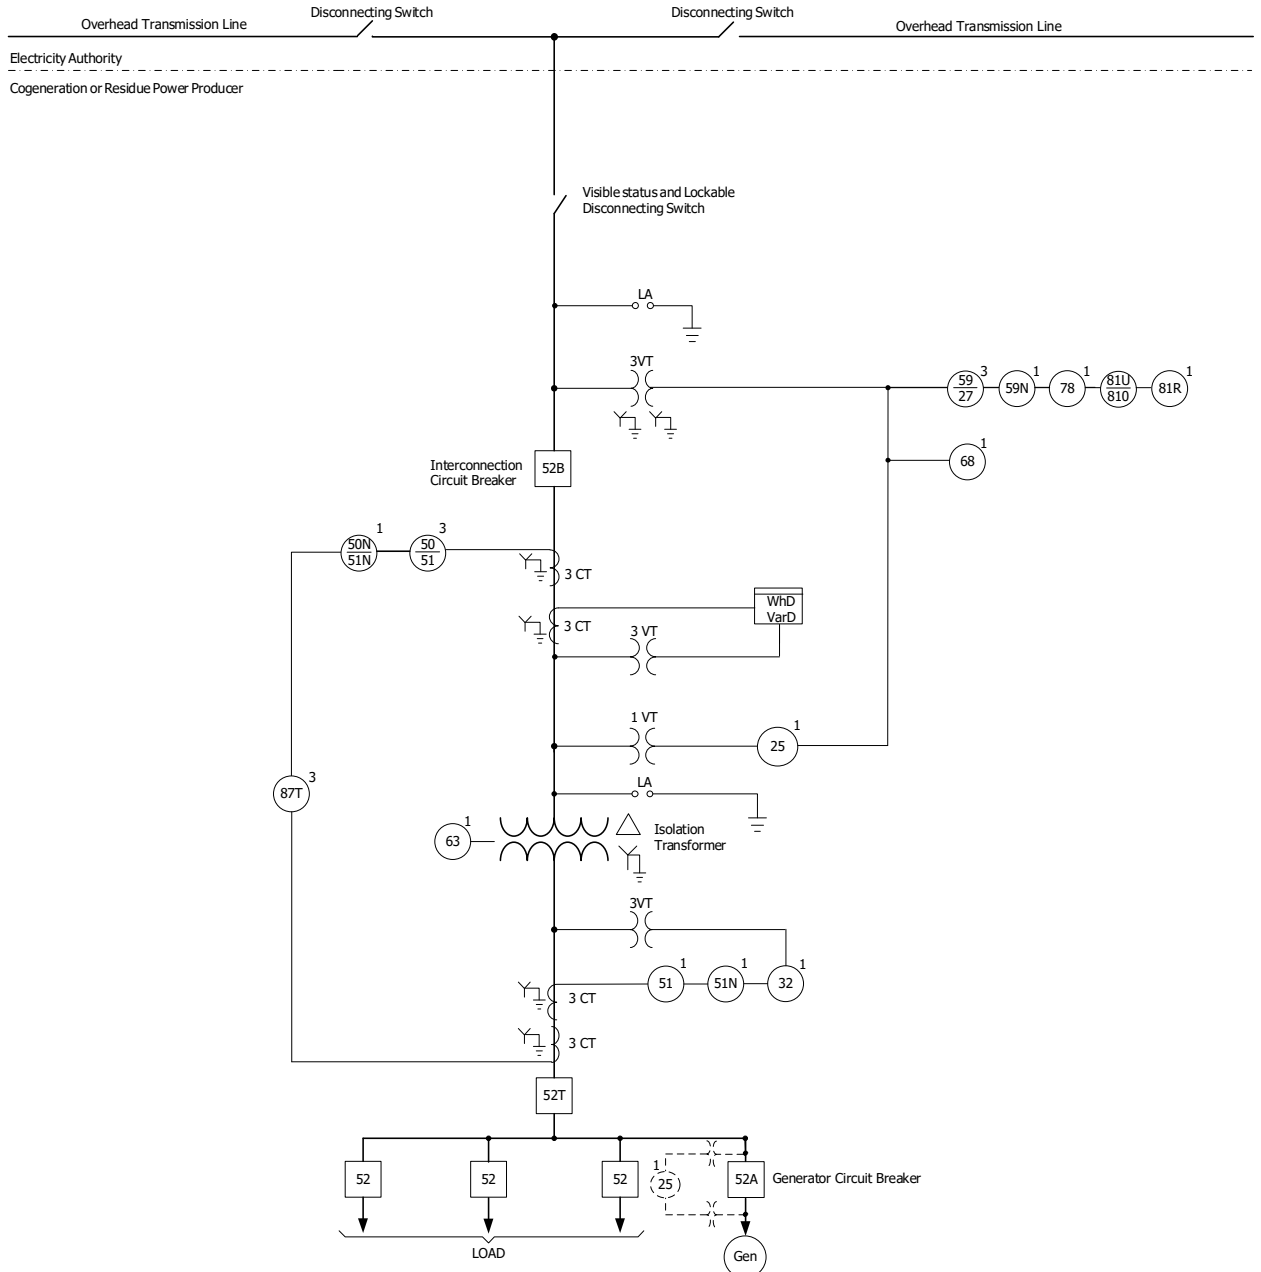 Disconnecting Switch
Disconnecting Switch
Overhead Transmission Line
Overhead Transmission Line
Electricity Authority
Cogeneration or Residue Power Producer
Visible status and Lockable
Disconnecting Switch
LA
3VT
59
27
3
59N
1
78
1
81U
810
81R
1
Interconnection
Circuit Breaker
52B
68
1
50N
51N
1
50
51
3
3 CT
WhD
VarD
3 CT
3 VT
1 VT
25
1
87T
3
LA
63
1
Isolation
Transformer
3VT
51
1
51N
1
32
1
3 CT
3 CT
52T
52
52
52
1
25
52A
Generator Circuit Breaker
LOAD
Gen